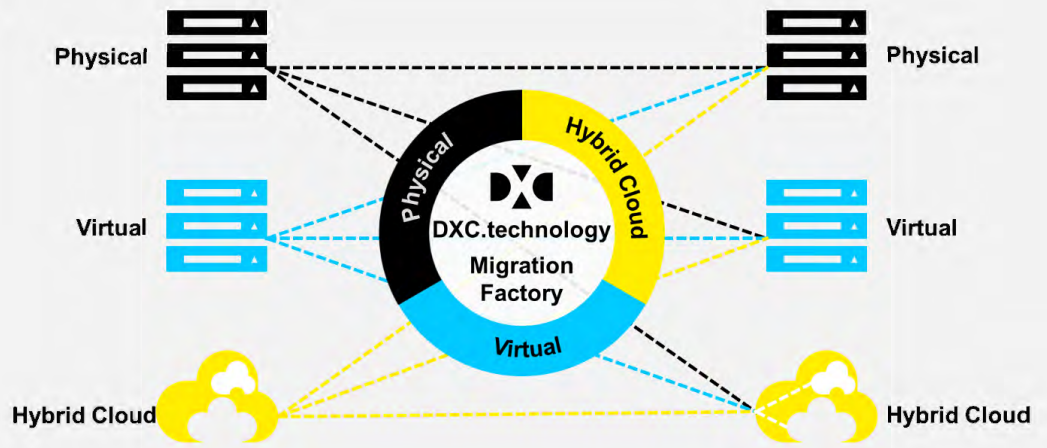 Physical
Physical
Physical
Hybrid Cloud
DXC.technology
Migration
Factory
Virtual
Virtual
Virtual
Hybrid Cloud
Hybrid Cloud